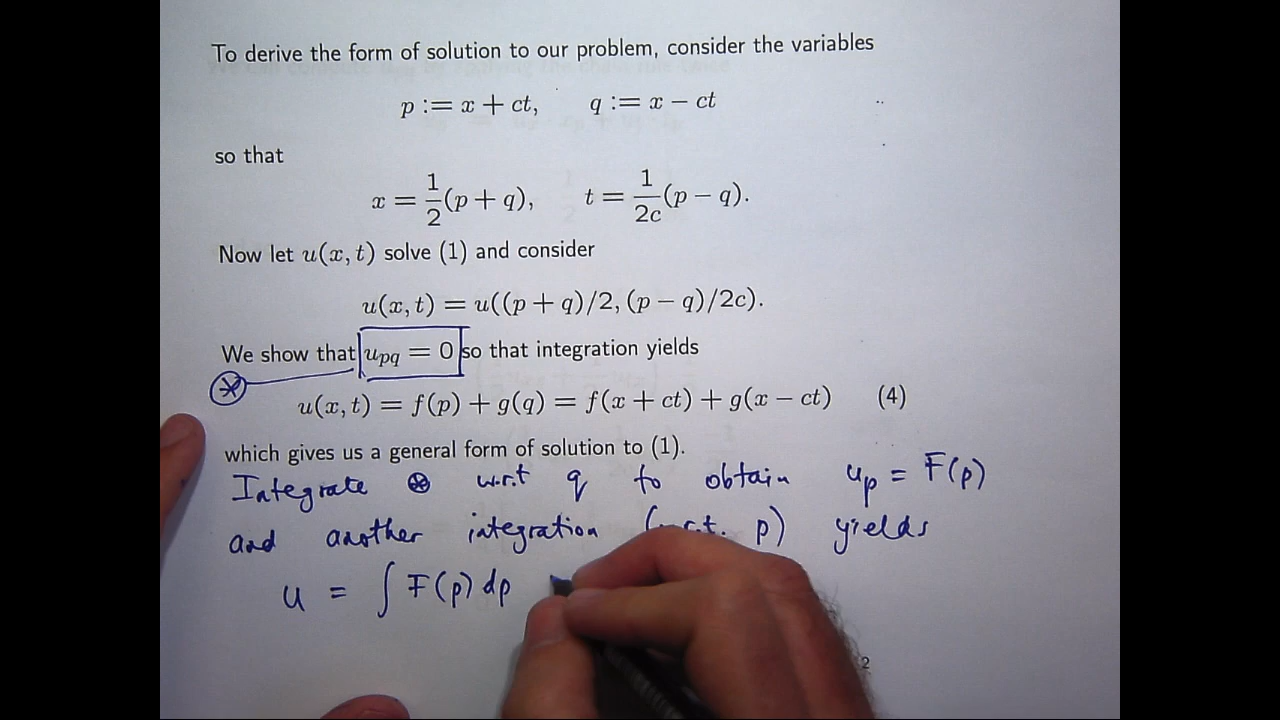 To derive the form of solution to our problem, consider the variables
p := x + ct, q := x − ct
so that
x = 1/2 (p + q), t = 1/2c (p − q).
Now let u(x, t) solve (1) and consider
u(x, t) = u((p + q)/2, (p − q)/2c).
We show that u_pq = 0 so that integration yields
u(x, t) = f(p) + g(q) = f(x + ct) + g(x − ct) (4)
which gives us a general form of solution to (1).
Integrate ⊛ w.r.t q to obtain u_p = F(p)
and another integration (w.r.t. p) yields
u = ∫ F(p) dp
2